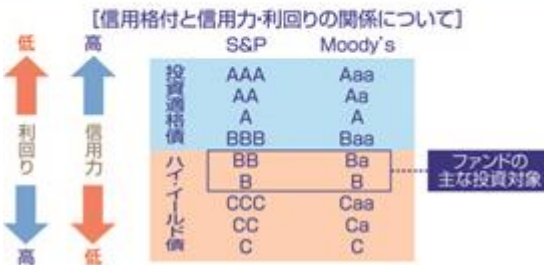 [信用格付と信用力・利回りの関係について]
低 高 S&P Moody's
投資適格債
AAA Aaa
AA Aa
A A
BBB Baa
利回り 信用力
ハイ・イールド債
BB Ba
B B
CCC Caa
CC Ca
C C
ファンドの
主な投資対象
高 低